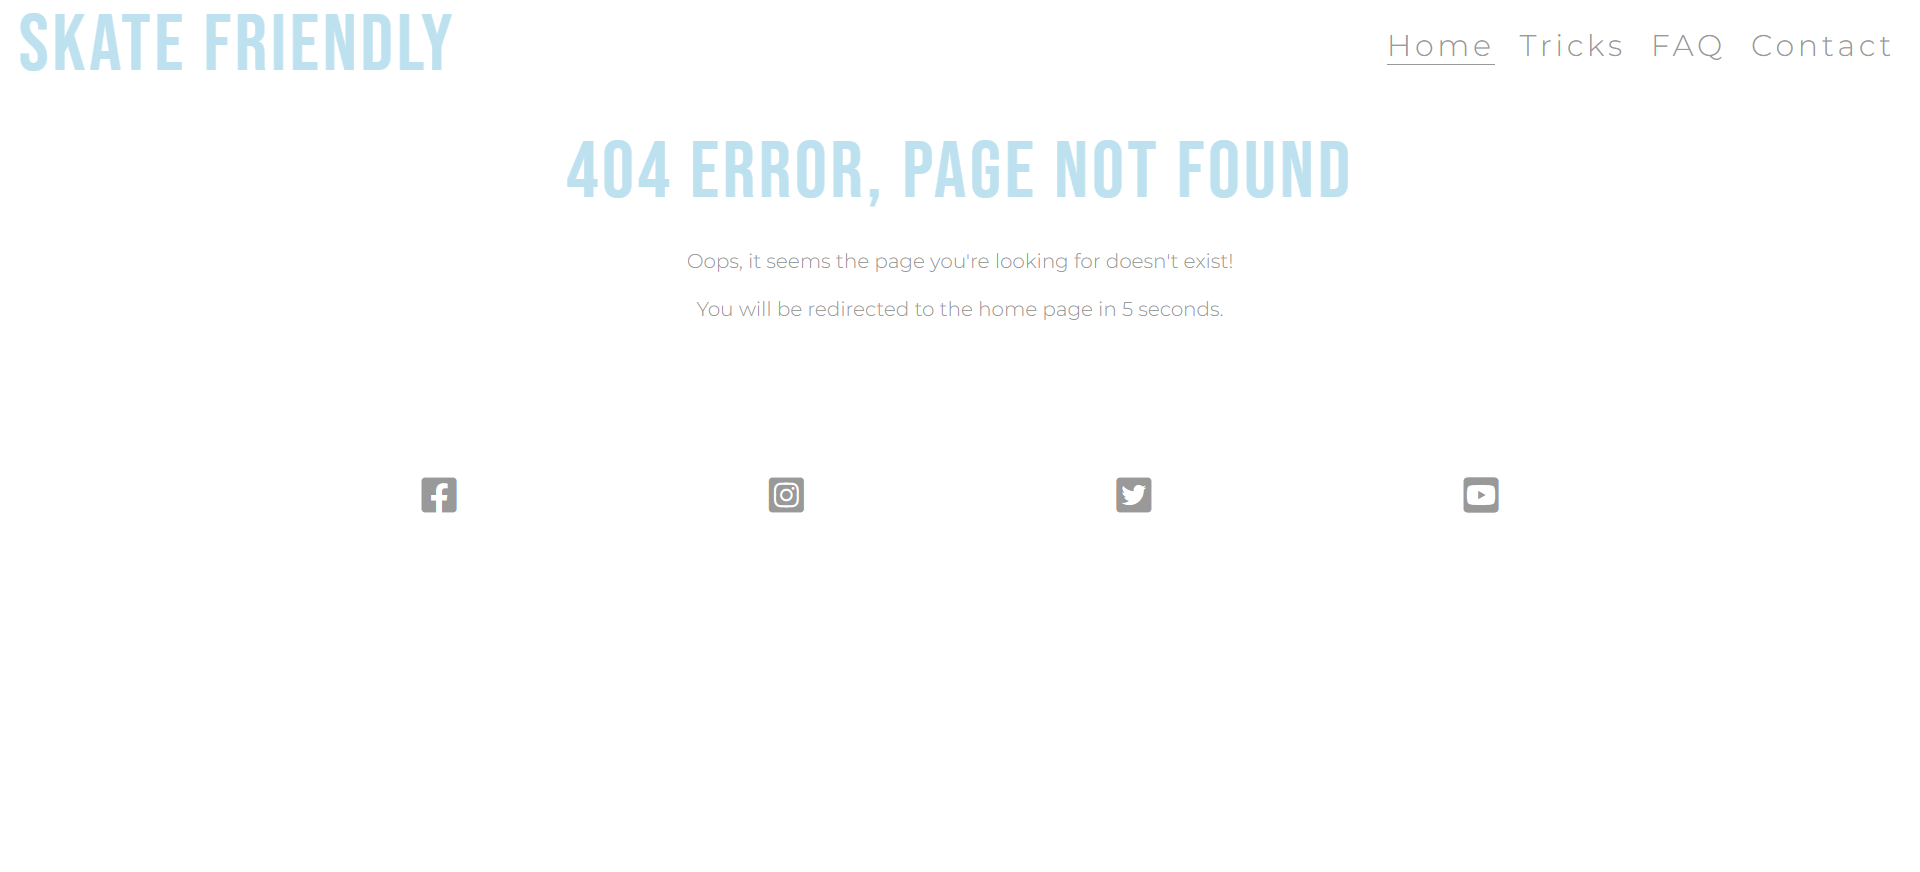 SKATE FRIENDLY
Home Tricks FAQ Contact
404 ERROR, PAGE NOT FOUND
Oops, it seems the page you're looking for doesn't exist!
You will be redirected to the home page in 5 seconds.